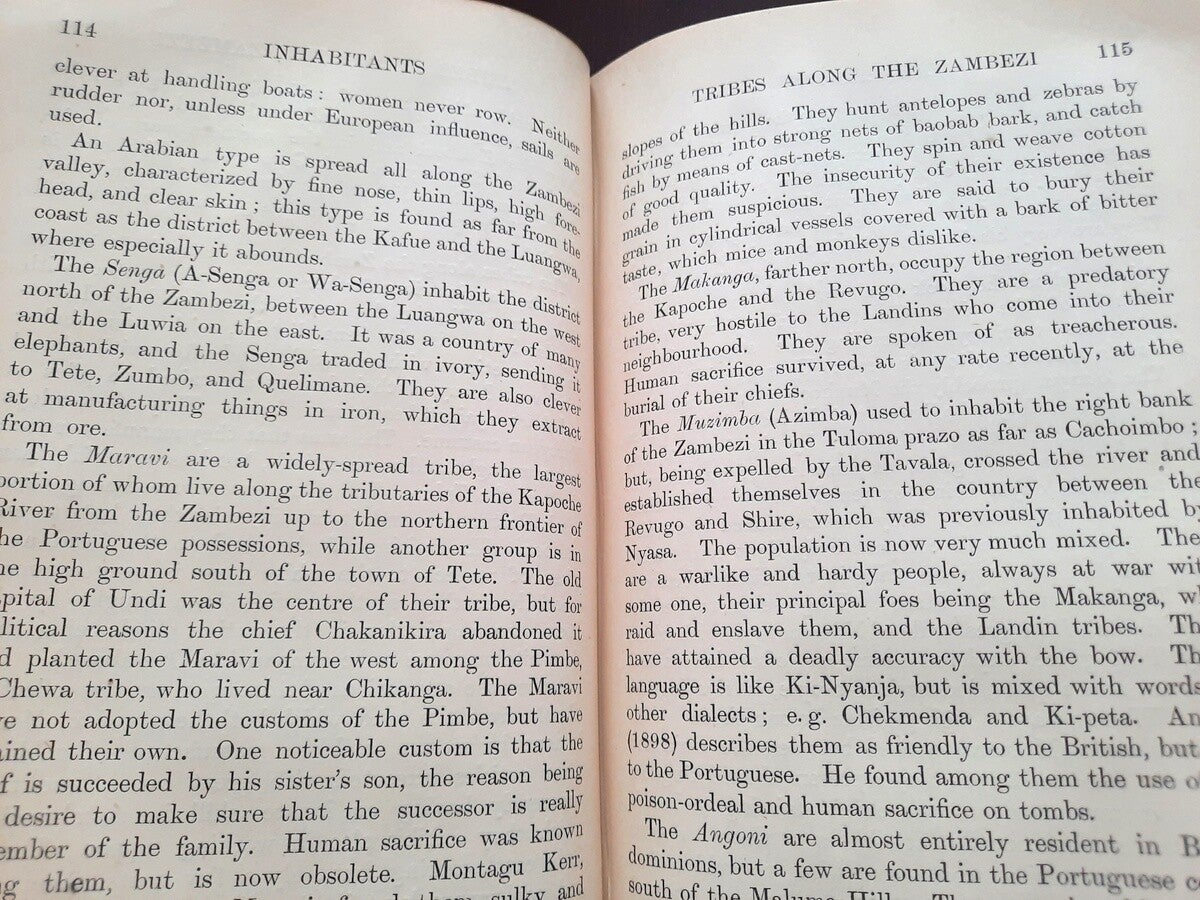 114
INHABITANTS
clever at handling boats: women never row. Neither
rudder nor, unless under European influence, sails are
used.
An Arabian type is spread all along the Zambezi
valley, characterized by fine nose, thin lips, high fore-
head, and clear skin; this type is found as far from the
coast as the district between the Kafue and the Luangwa,
where especially it abounds.
The Sengá (A-Senga or Wa-Senga) inhabit the district
north of the Zambezi, between the Luangwa on the west
and the Luwia on the east. It was a country of many
elephants, and the Senga traded in ivory, sending it
to Tete, Zumbo, and Quelimane. They are also clever
at manufacturing things in iron, which they extract
from ore.
The Maravi are a widely-spread tribe, the largest
portion of whom live along the tributaries of the Kapoche
River from the Zambezi up to the northern frontier of
he Portuguese possessions, while another group is in
he high ground south of the town of Tete. The old
pital of Undi was the centre of their tribe, but for
litical reasons the chief Chakanikira abandoned it
d planted the Maravi of the west among the Pimbe,
Chewa tribe, who lived near Chikanga. The Maravi
ve not adopted the customs of the Pimbe, but have
ained their own. One noticeable custom is that the
f is succeeded by his sister's son, the reason being
desire to make sure that the successor is really
ember of the family. Human sacrifice was known
ng them, but is now obsolete. Montagu Kerr,
found them sulky and
TRIBES ALONG THE ZAMBEZI
115
slopes of the hills. They hunt antelopes and zebras by
driving them into strong nets of baobab bark, and catch
fish by means of cast-nets. They spin and weave cotton
of good quality. The insecurity of their existence has
made them suspicious. They are said to bury their
grain in cylindrical vessels covered with a bark of bitter
taste, which mice and monkeys dislike.
The Makanga, farther north, occupy the region between
the Kapoche and the Revugo. They are a predatory
tribe, very hostile to the Landins who come into their
neighbourhood. They are spoken of as treacherous.
Human sacrifice survived, at any rate recently, at the
burial of their chiefs.
The Muzimba (Azimba) used to inhabit the right bank
of the Zambezi in the Tuloma prazo as far as Cachoimbo;
but, being expelled by the Tavala, crossed the river and
established themselves in the country between the
Revugo and Shire, which was previously inhabited by
Nyasa. The population is now very much mixed. The
are a warlike and hardy people, always at war wit
some one, their principal foes being the Makanga, wh
raid and enslave them, and the Landin tribes. Th
have attained a deadly accuracy with the bow. Th
language is like Ki-Nyanja, but is mixed with words
other dialects; e.g. Chekmenda and Ki-peta. An
(1898) describes them as friendly to the British, but
to the Portuguese. He found among them the use o
poison-ordeal and human sacrifice on tombs.
The Angoni are almost entirely resident in B
dominions, but a few are found in the Portuguese c
south of the